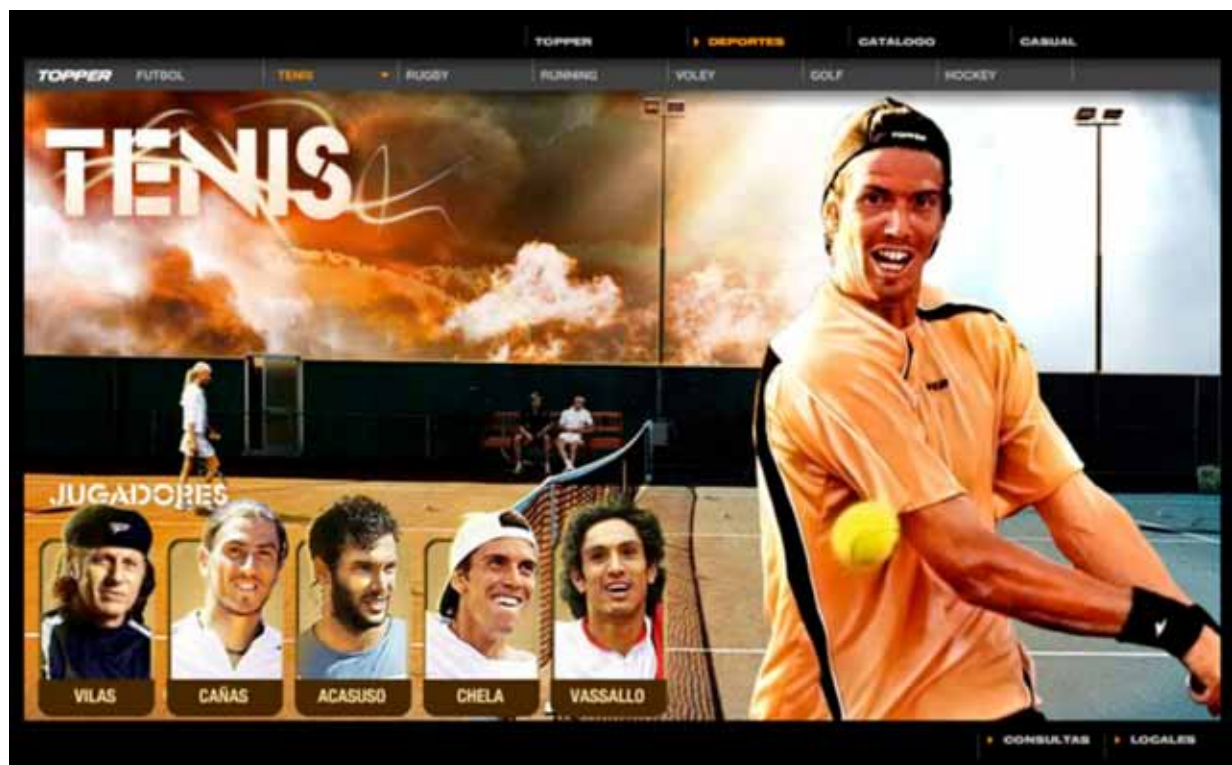 TOPPER DEPORTES CATALOGO CASUAL
TOPPER FUTBOL TENIS RUGBY RUNNING VOLEY GOLF HOCKEY
TENIS
TOPPER
JUGADORES
VILAS CAÑAS ACASUSO CHELA VASSALLO
CONSULTAS LOCALES